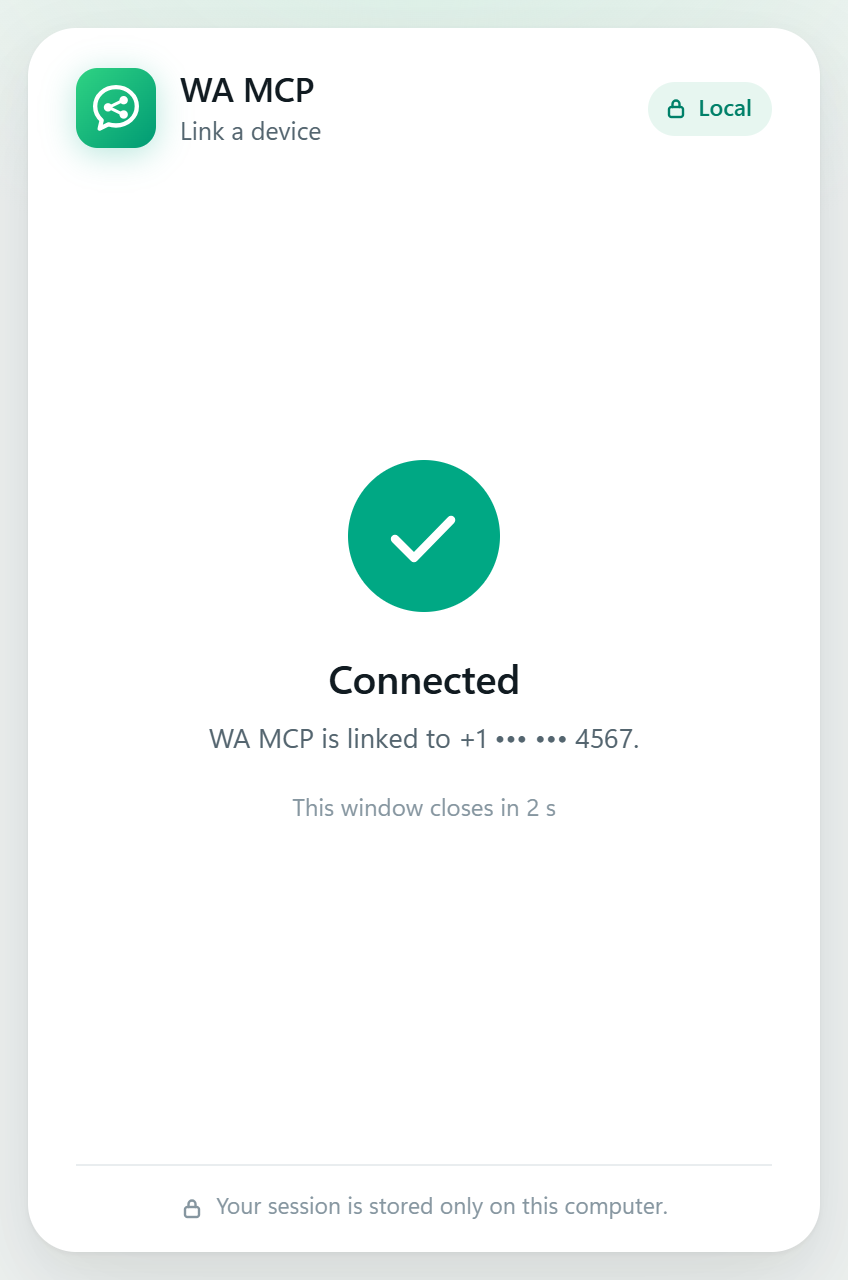 WA MCP
Link a device
Local
Connected
WA MCP is linked to +1 ••• ••• 4567.
This window closes in 2 s
Your session is stored only on this computer.